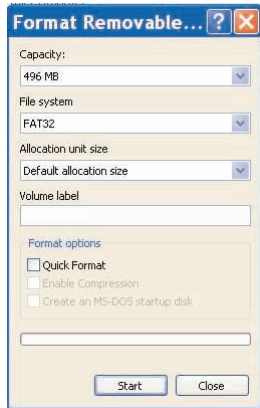 Format Removable...
Capacity:
496 MB
File system
FAT32
Allocation unit size
Default allocation size
Volume label
Format options
Quick Format
Enable Compression
Create an MS-DOS startup disk
Start Close